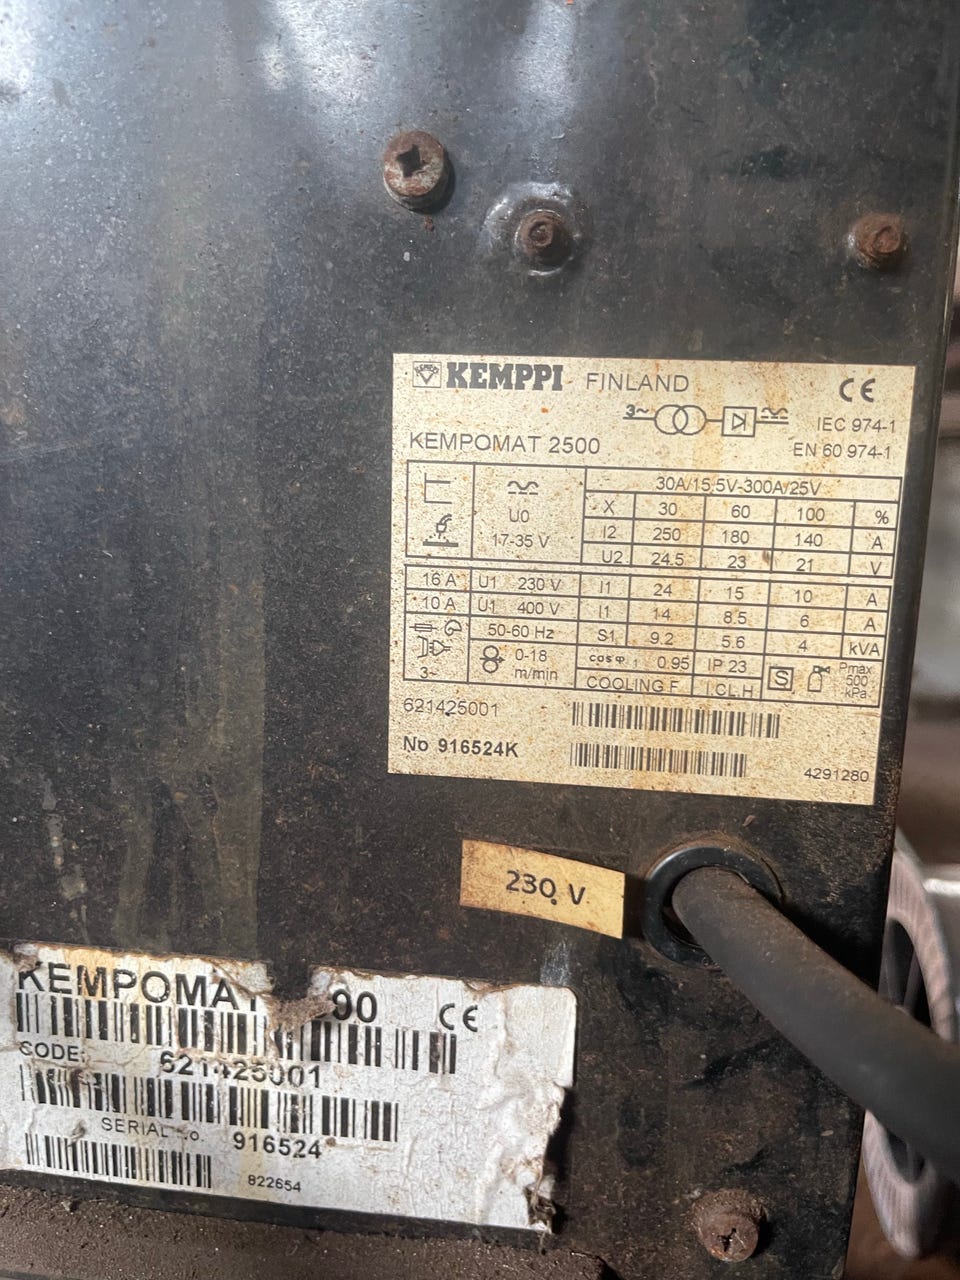 KEMPPI FINLAND CE
3~
IEC 974-1
KEMPOMAT 2500 EN 60 974-1
30A/15.5V-300A/25V
U0
17-35 V
X 30 60 100 %
I2 250 180 140 A
U2 24.5 23 21 V
16 A U1 230 V I1 24 15 10 A
10 A U1 400 V I1 14 8.5 6 A
50-60 Hz S1 9.2 5.6 4 kVA
3~
0-18
m/min
cos φ 1 0.95 IP 23 S
Pmax
500
kPa
COOLING F I.CL.H
621425001
No 916524K
4291280
230 V
KEMPOMAT 90 CE
CODE: 621425001
SERIAL No. 916524
822654